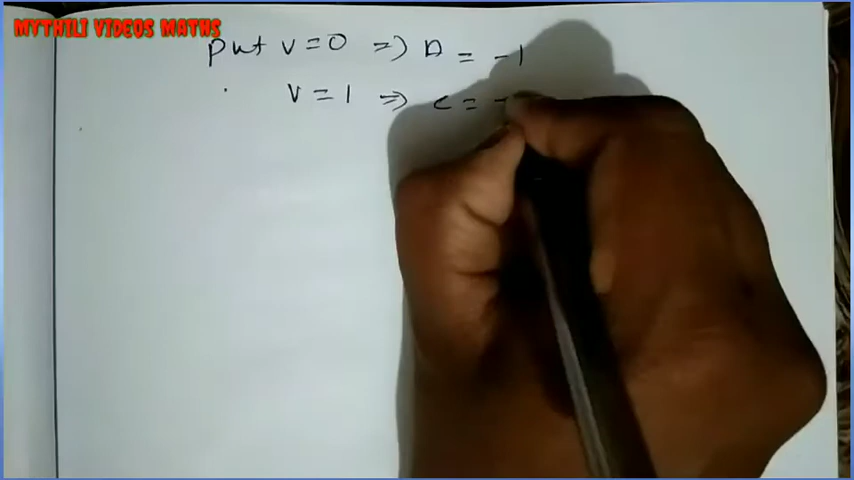 MYTHILI VIDEOS MATHS
put v=0 => A = -1
v=1 => c = -